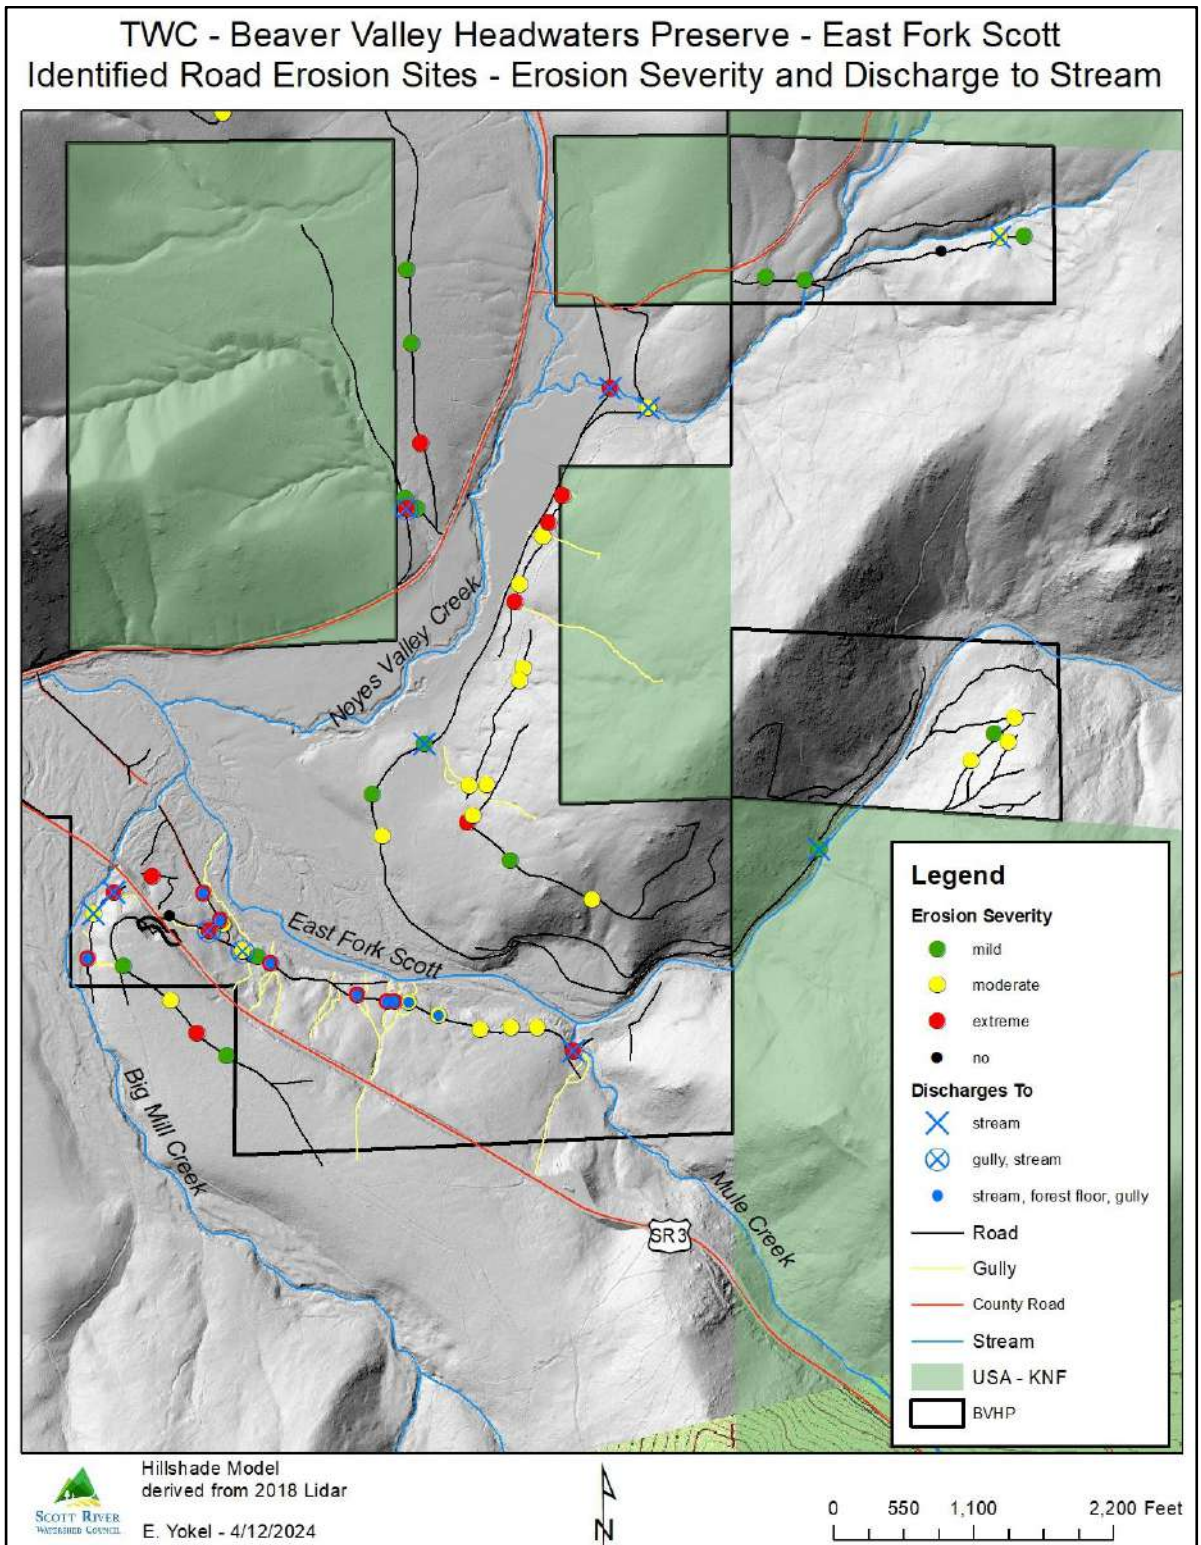 TWC - Beaver Valley Headwaters Preserve - East Fork Scott
Identified Road Erosion Sites - Erosion Severity and Discharge to Stream
Noyes Valley Creek
East Fork Scott
Big Mill Creek
Mule Creek
SR3
Legend
Erosion Severity
mild
moderate
extreme
no
Discharges To
stream
gully, stream
stream, forest floor, gully
Road
Gully
County Road
Stream
USA - KNF
BVHP
SCOTT RIVER
WATERSHED COUNCIL
Hillshade Model
derived from 2018 Lidar
E. Yokel - 4/12/2024
N
0 550 1,100 2,200 Feet